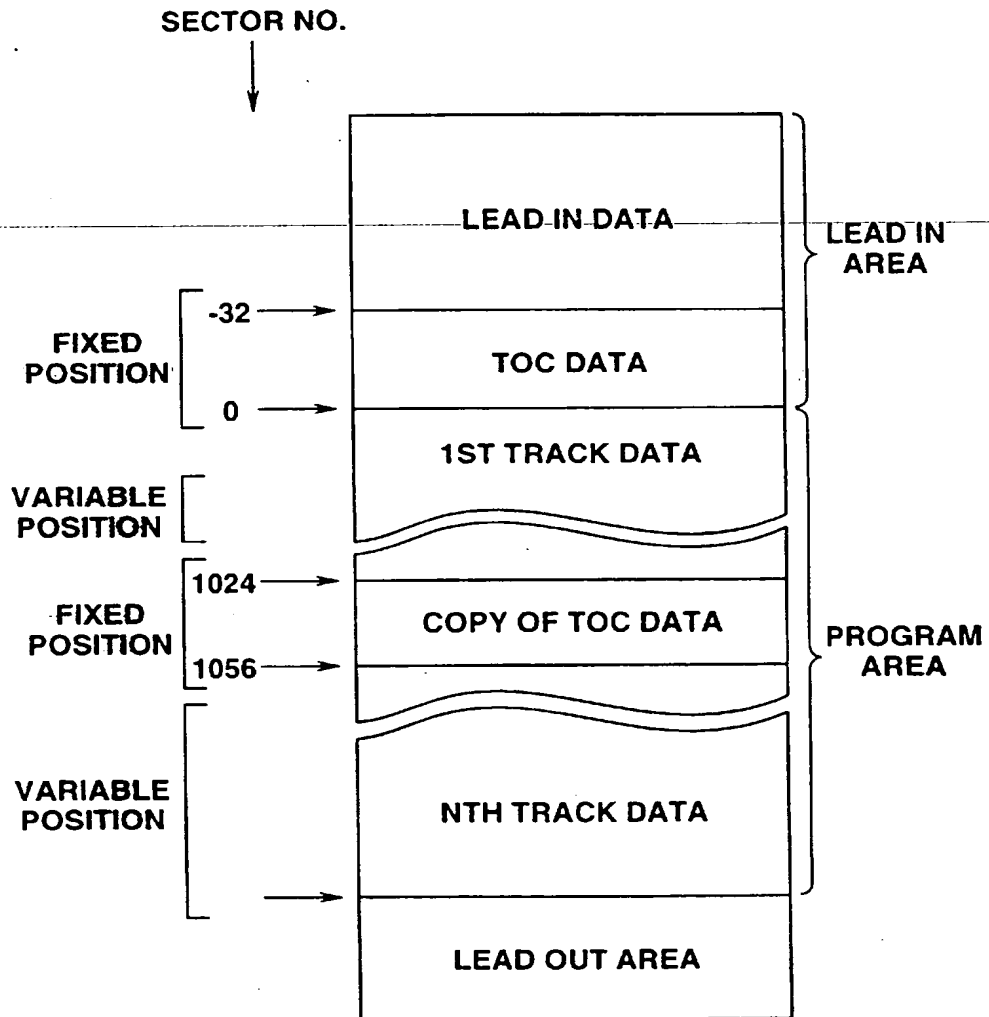 SECTOR NO.
LEAD IN DATA
LEAD IN
AREA
-32
FIXED
POSITION
TOC DATA
0
1ST TRACK DATA
VARIABLE
POSITION
1024
FIXED
POSITION
COPY OF TOC DATA
1056
PROGRAM
AREA
VARIABLE
POSITION
NTH TRACK DATA
LEAD OUT AREA